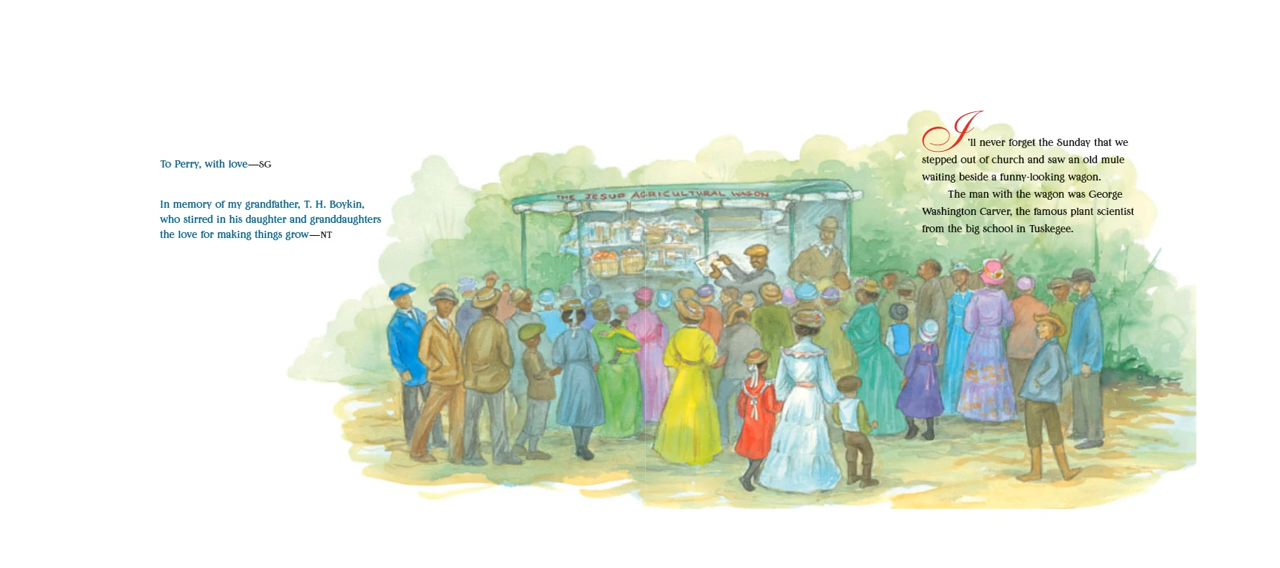 To Perry, with love—SG
In memory of my grandfather, T. H. Boykin,
who stirred in his daughter and granddaughters
the love for making things grow—NT
THE JESUP AGRICULTURAL WAGON
I'll never forget the Sunday that we
stepped out of church and saw an old mule
waiting beside a funny-looking wagon.
The man with the wagon was George
Washington Carver, the famous plant scientist
from the big school in Tuskegee.